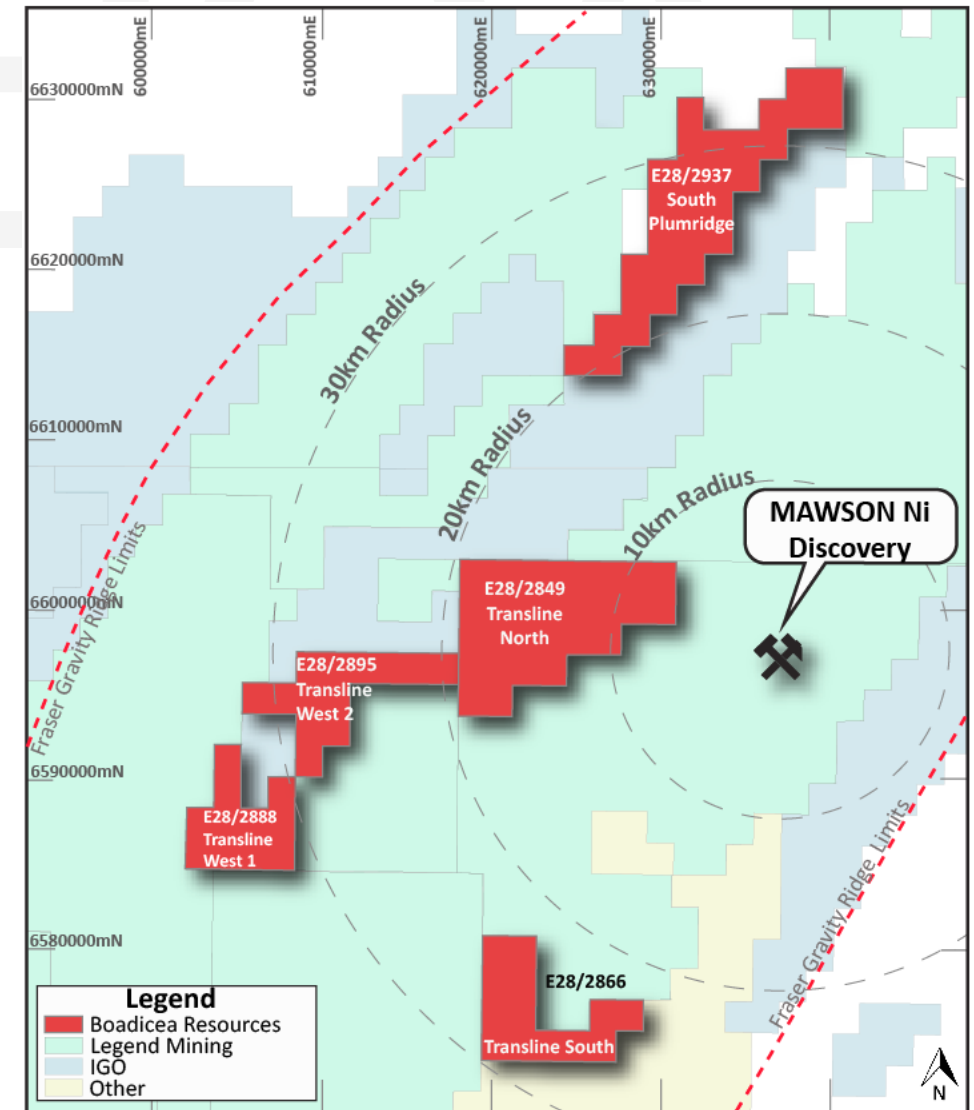 600000mE
610000mE
620000mE
630000mE
6630000mN
6620000mN
6610000mN
6600000mN
6590000mN
6580000mN
E28/2937
South
Plumridge
30km Radius
20km Radius
10km Radius
MAWSON Ni
Discovery
E28/2849
Transline
North
E28/2895
Transline
West 2
E28/2888
Transline
West 1
E28/2866
Transline South
Fraser Gravity Ridge Limits
Fraser Gravity Ridge Limits
Legend
Boadicea Resources
Legend Mining
IGO
Other
N